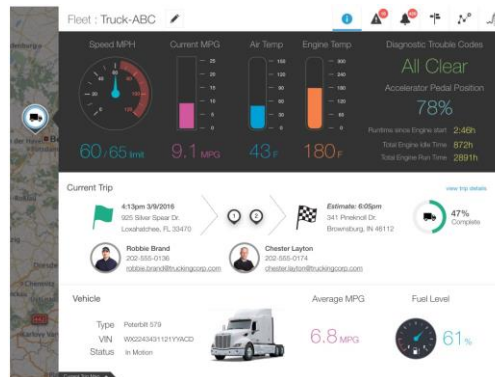 Fleet : Truck-ABC
Speed MPH
Current MPG
Air Temp
Engine Temp
Diagnostic Trouble Codes
All Clear
Accelerator Pedal Position
78%
Runtime since Engine start 2:46h
Total Engine Idle Time 872h
Total Engine Run Time 2891h
60 / 65 limit
9.1 MPG
43 F
180 F
Current Trip
view trip details
4:13pm 3/9/2016
925 Silver Spear Dr.
Loxahatchee, FL 33470
1 2
Estimate: 6:05pm
341 Pineknoll Dr.
Brownsburg, IN 46112
47%
Complete
Robbie Brand
202-555-0136
robbie.brand@truckingcorp.com
Chester Layton
202-555-0174
chester.layton@truckingcorp.com
Vehicle
Average MPG
Fuel Level
Type Peterbilt 579
VIN WX2243431121YYACD
Status In Motion
6.8 MPG
61%